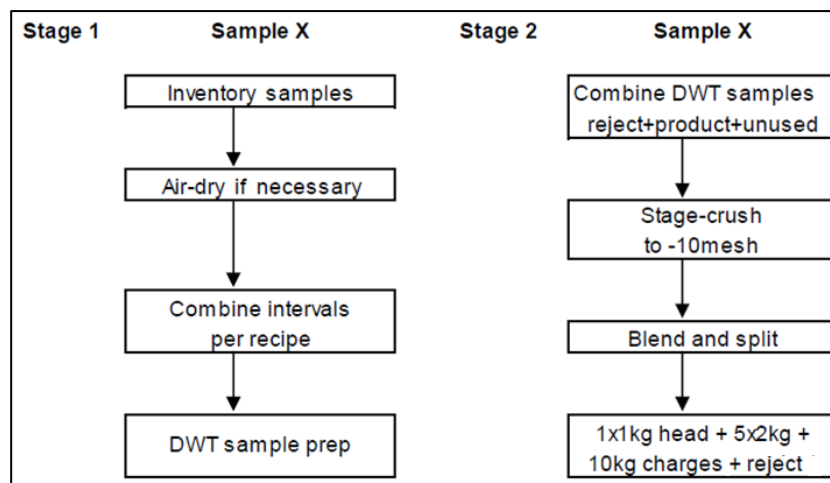 Stage 1
Sample X
Inventory samples
Air-dry if necessary
Combine intervals
per recipe
DWT sample prep
Stage 2
Sample X
Combine DWT samples
reject+product+unused
Stage-crush
to -10mesh
Blend and split
1x1kg head + 5x2kg +
10kg charges + reject